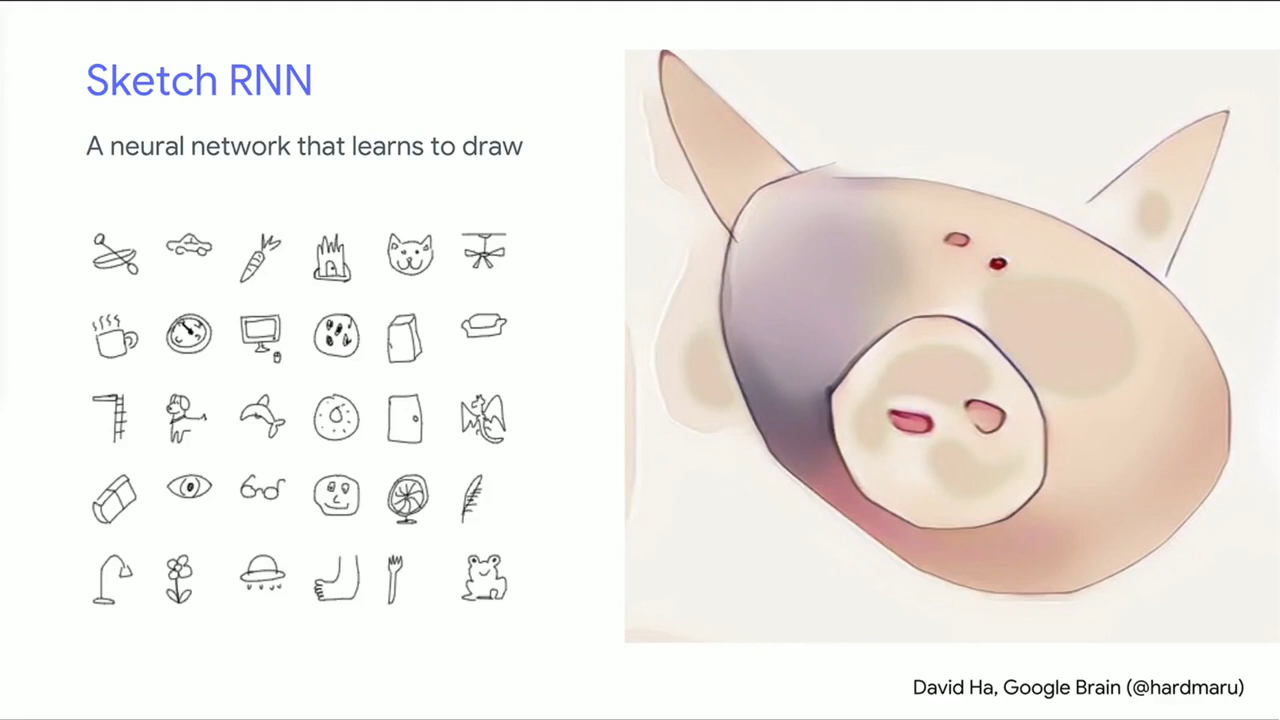 Sketch RNN
A neural network that learns to draw
David Ha, Google Brain (@hardmaru)